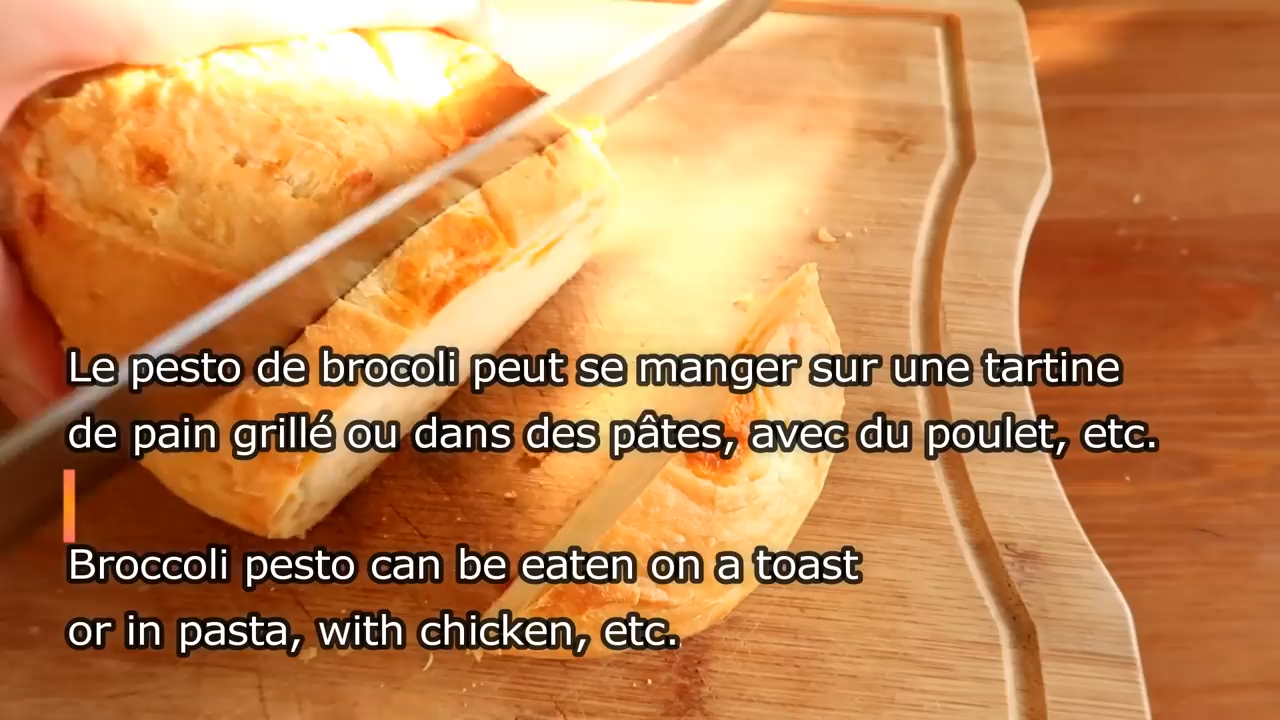 Le pesto de brocoli peut se manger sur une tartine
de pain grillé ou dans des pâtes, avec du poulet, etc.
Broccoli pesto can be eaten on a toast
or in pasta, with chicken, etc.